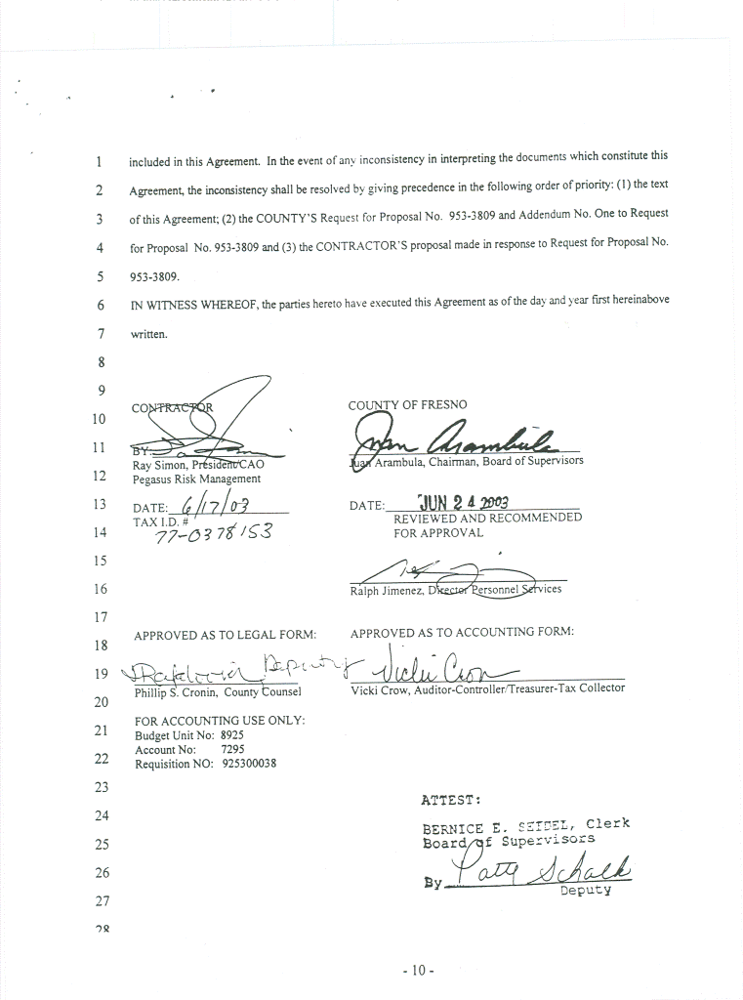 1 included in this Agreement. In the event of any inconsistency in interpreting the documents which constitute this
2 Agreement, the inconsistency shall be resolved by giving precedence in the following order of priority: (1) the text
3 of this Agreement; (2) the COUNTY'S Request for Proposal No. 953-3809 and Addendum No. One to Request
4 for Proposal No. 953-3809 and (3) the CONTRACTOR'S proposal made in response to Request for Proposal No.
5 953-3809.
6 IN WITNESS WHEREOF, the parties hereto have executed this Agreement as of the day and year first hereinabove
7 written.
8
9
10
11
12
13
14
15
16
17
18
19
20
21
22
23
24
25
26
27
28
CONTRACTOR
BY:
Ray Simon, President/CAO
Pegasus Risk Management
DATE: 6/17/03
TAX I.D. #
77-0378153
COUNTY OF FRESNO
Juan Arambula
Juan Arambula, Chairman, Board of Supervisors
DATE: JUN 24 2003
REVIEWED AND RECOMMENDED
FOR APPROVAL
Ralph Jimenez, Director Personnel Services
APPROVED AS TO LEGAL FORM:
Deputy
Phillip S. Cronin, County Counsel
APPROVED AS TO ACCOUNTING FORM:
Vicki Crow
Vicki Crow, Auditor-Controller/Treasurer-Tax Collector
FOR ACCOUNTING USE ONLY:
Budget Unit No: 8925
Account No: 7295
Requisition NO: 925300038
ATTEST:
BERNICE E. SEIDEL, Clerk
Board of Supervisors
By Patty Schalk
Deputy
- 10 -